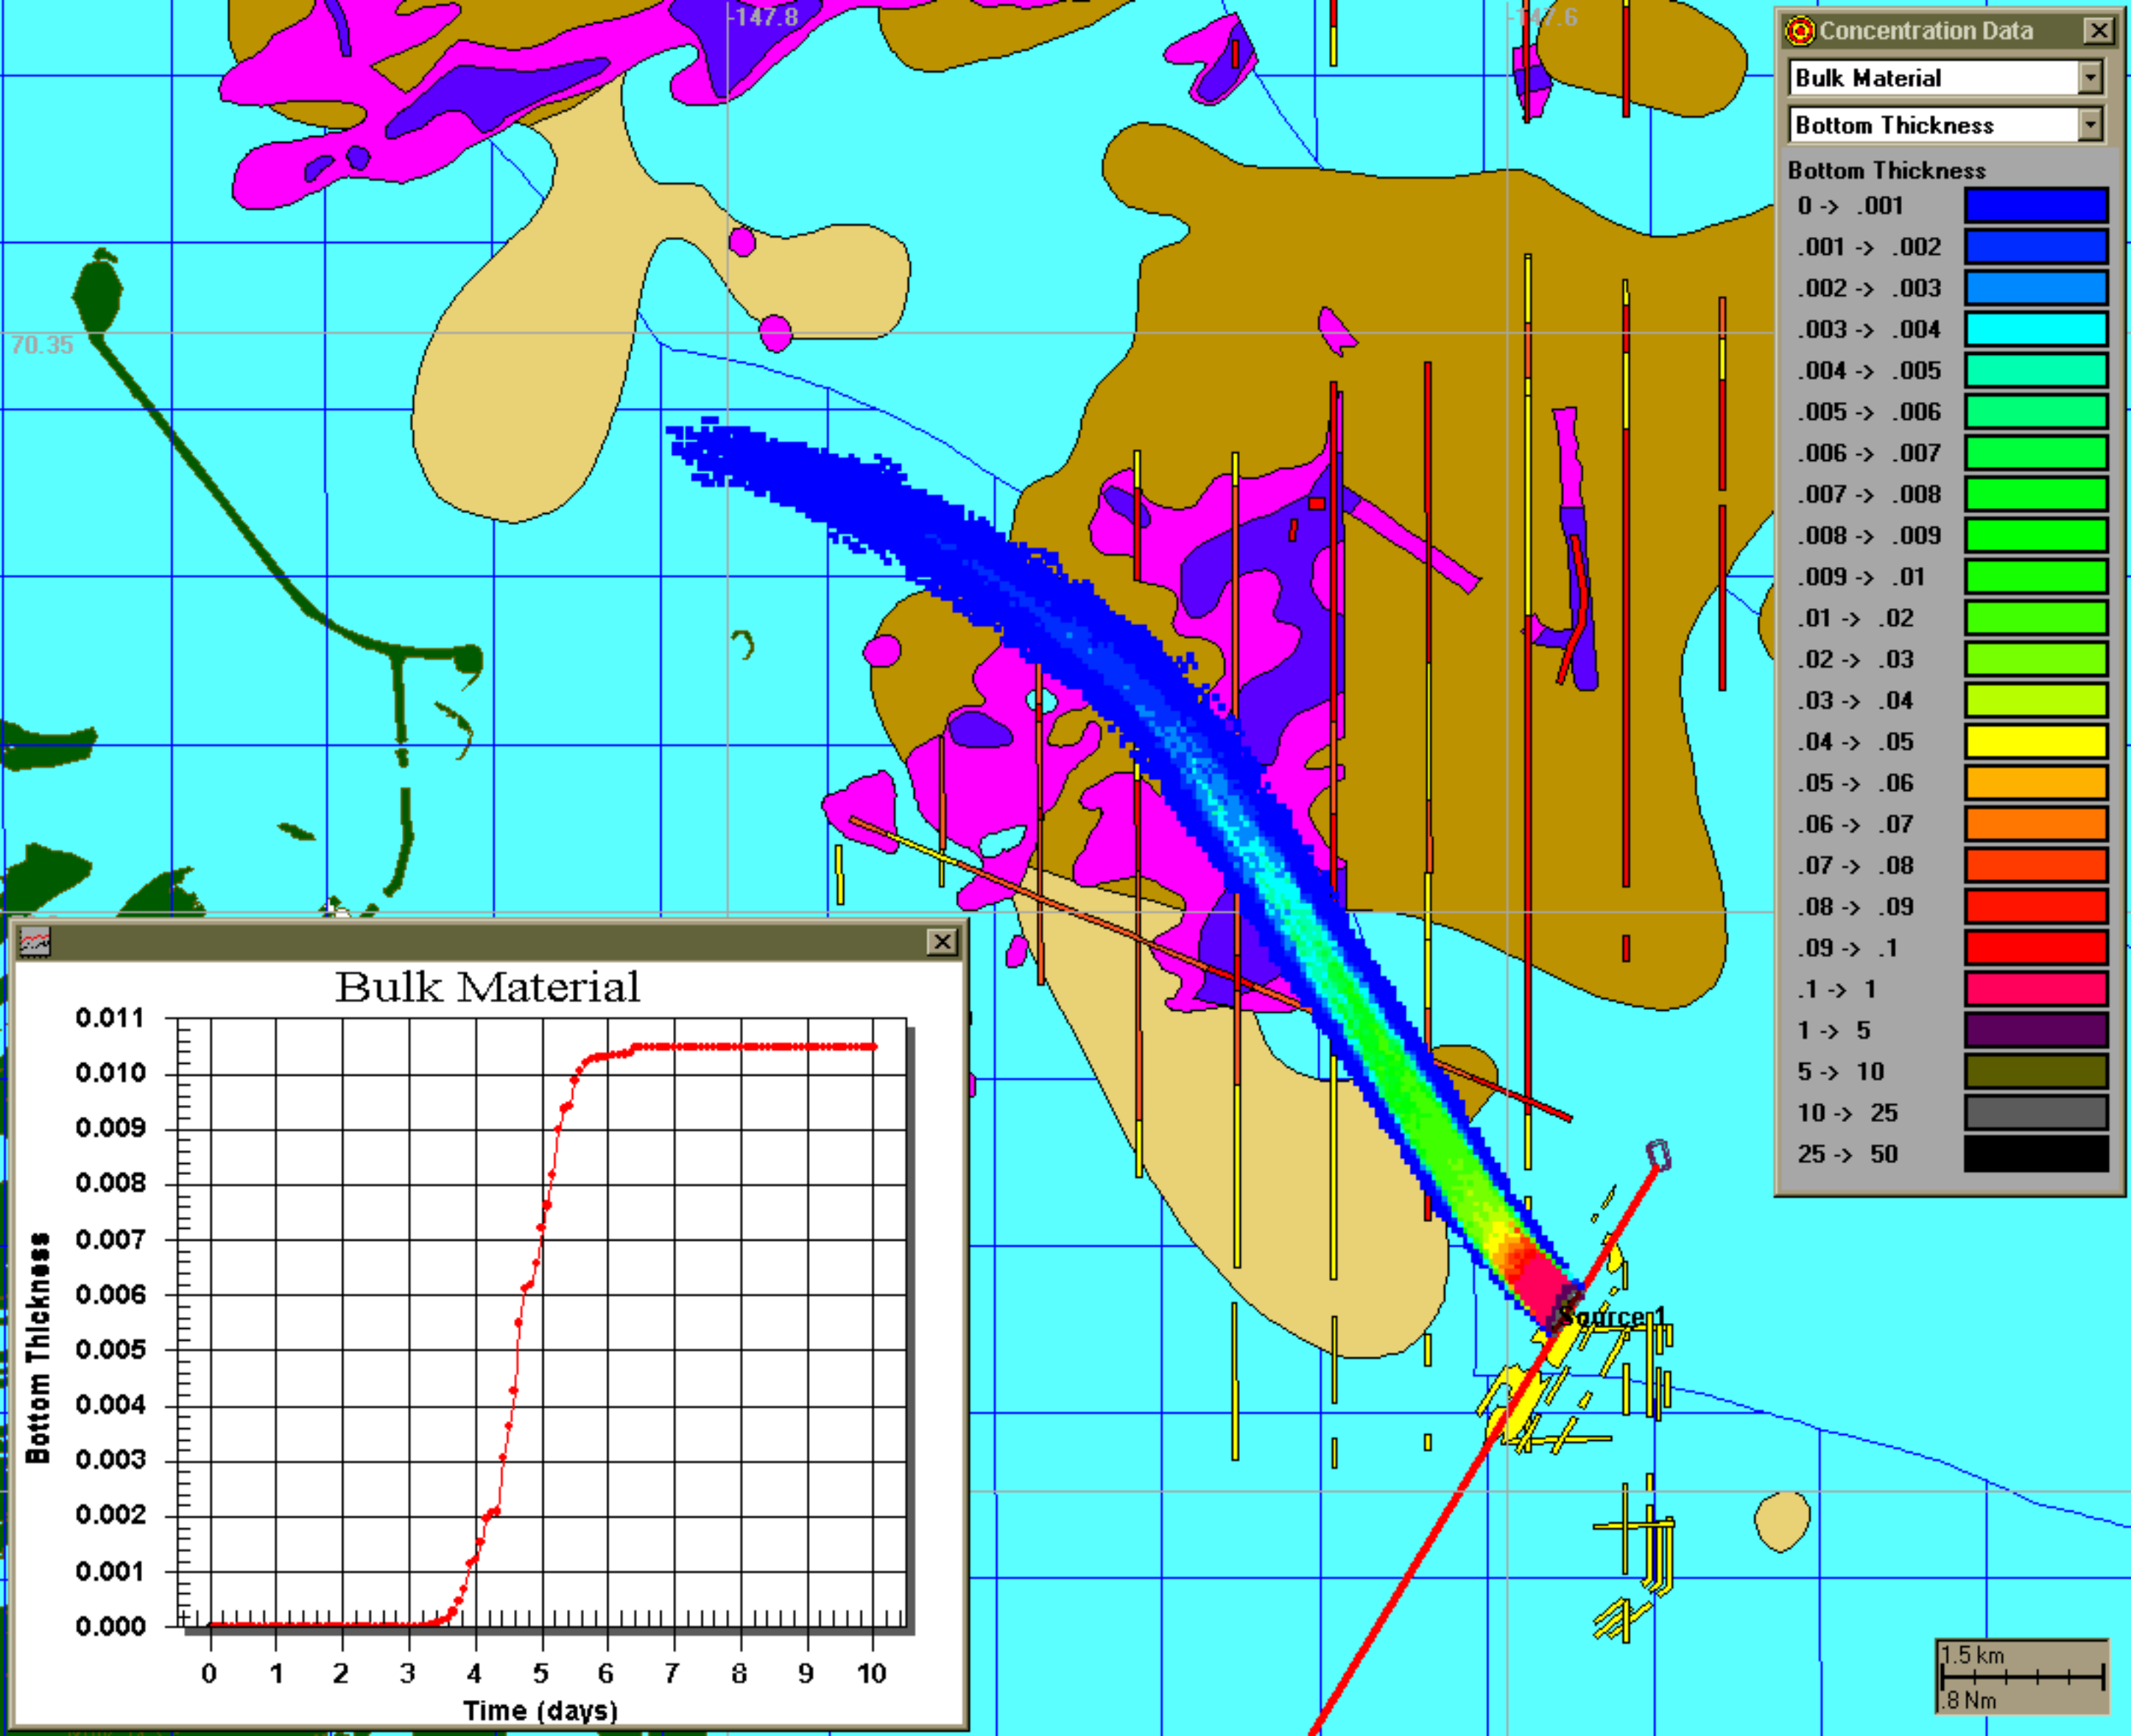 -147.8
-147.6
70.35
Concentration Data
Bulk Material
Bottom Thickness
Bottom Thickness
0 -> .001
.001 -> .002
.002 -> .003
.003 -> .004
.004 -> .005
.005 -> .006
.006 -> .007
.007 -> .008
.008 -> .009
.009 -> .01
.01 -> .02
.02 -> .03
.03 -> .04
.04 -> .05
.05 -> .06
.06 -> .07
.07 -> .08
.08 -> .09
.09 -> .1
.1 -> 1
1 -> 5
5 -> 10
10 -> 25
25 -> 50
Source 1
Bulk Material
0.011
0.010
0.009
0.008
0.007
0.006
0.005
0.004
0.003
0.002
0.001
0.000
Bottom Thickness
0 1 2 3 4 5 6 7 8 9 10
Time (days)
1.5 km
.8 Nm